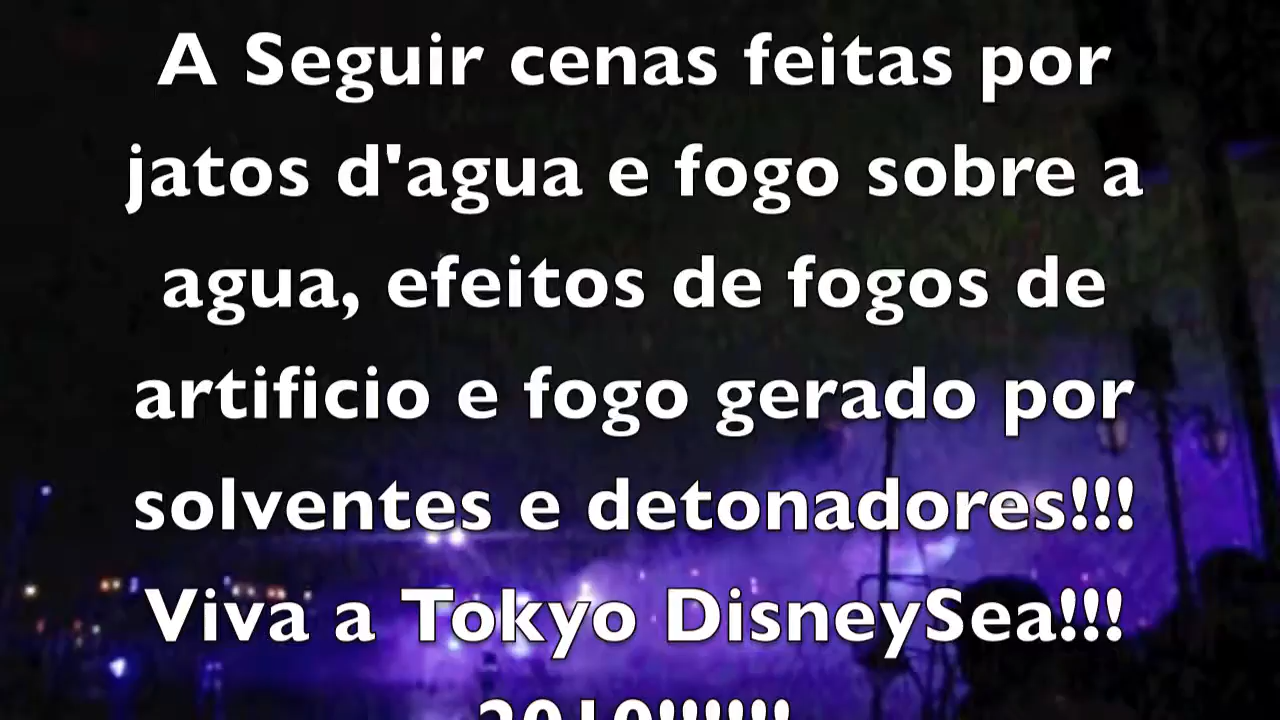 A Seguir cenas feitas por
jatos d'agua e fogo sobre a
agua, efeitos de fogos de
artificio e fogo gerado por
solventes e detonadores!!!
Viva a Tokyo DisneySea!!!
2010!!!!!!!